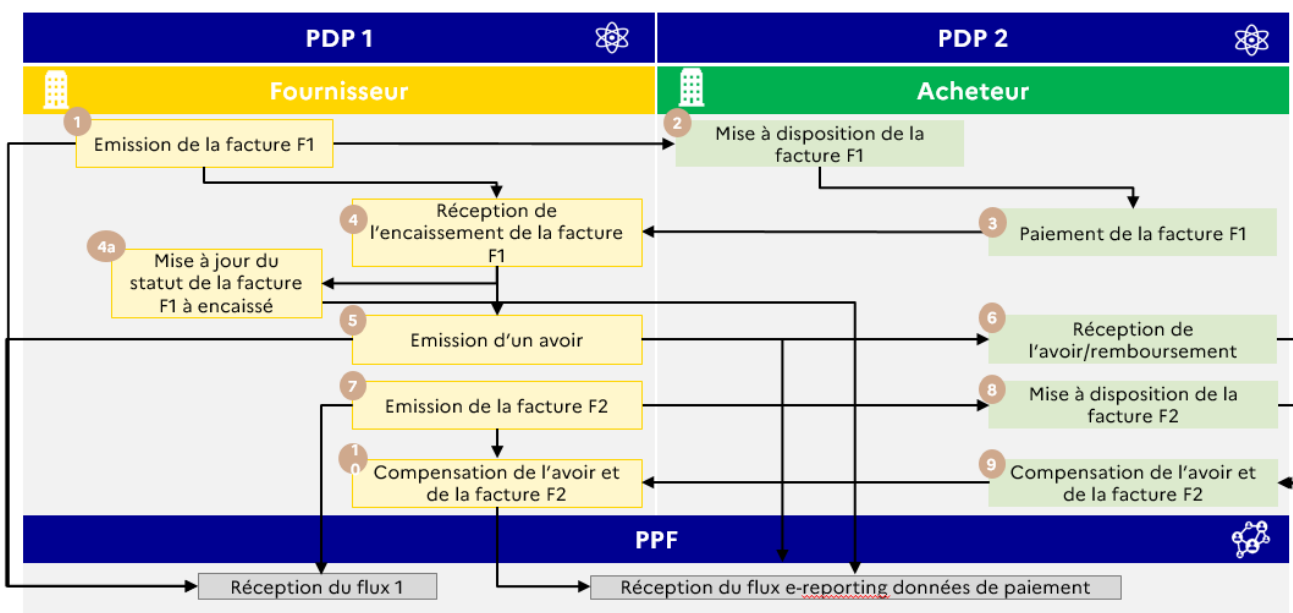 PDP 1
PDP 2
Fournisseur
Acheteur
1
Emission de la facture F1
2
Mise à disposition de la
facture F1
4
Réception de
l'encaissement de la facture
F1
3
Paiement de la facture F1
4a
Mise à jour du
statut de la facture
F1 à encaissé
5
Emission d'un avoir
6
Réception de
l'avoir/remboursement
7
Emission de la facture F2
8
Mise à disposition de la
facture F2
1
0
Compensation de l'avoir et
de la facture F2
9
Compensation de l'avoir et
de la facture F2
PPF
Réception du flux 1
Réception du flux e-reporting données de paiement